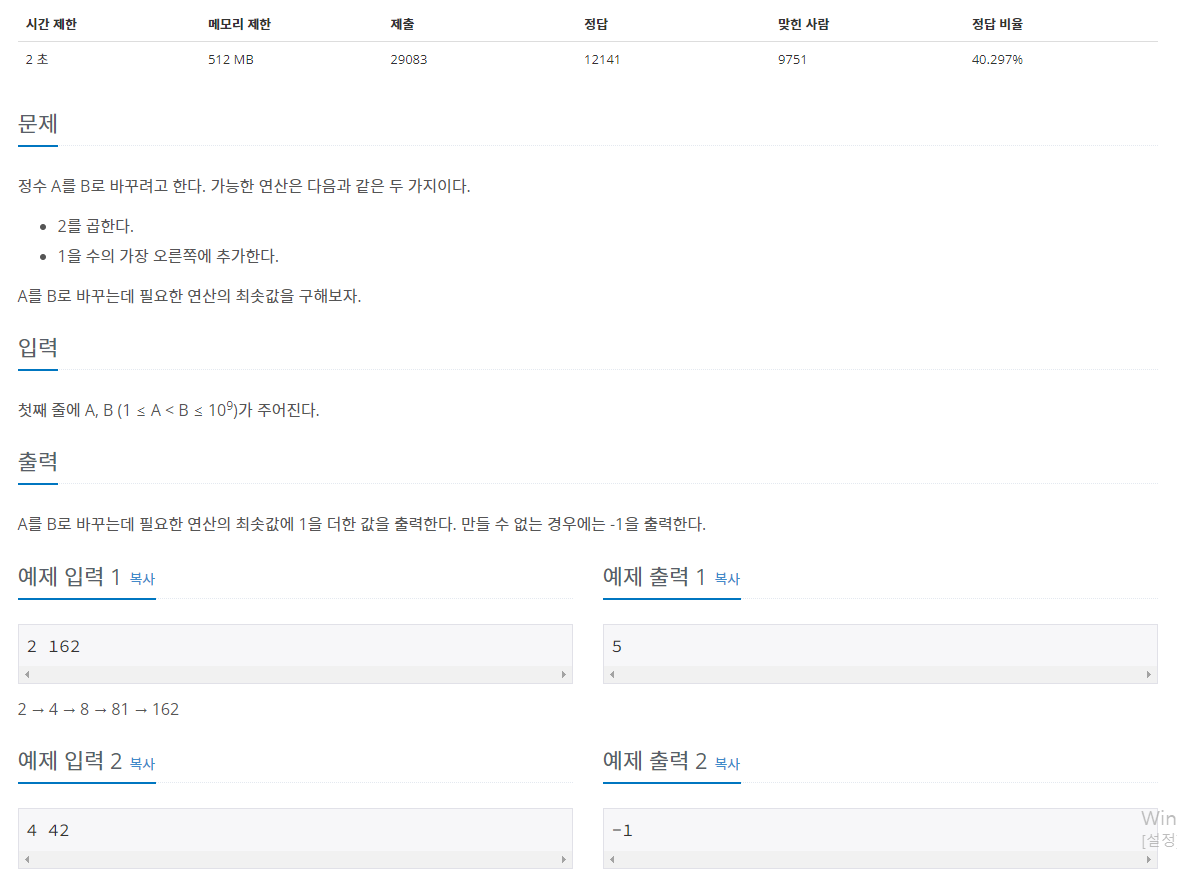 시간 제한 메모리 제한 제출 정답 맞힌 사람 정답 비율
2 초 512 MB 29083 12141 9751 40.297%
문제
정수 A를 B로 바꾸려고 한다. 가능한 연산은 다음과 같은 두 가지이다.
• 2를 곱한다.
• 1을 수의 가장 오른쪽에 추가한다.
A를 B로 바꾸는데 필요한 연산의 최솟값을 구해보자.
입력
첫째 줄에 A, B (1 ≤ A < B ≤ 10⁹)가 주어진다.
출력
A를 B로 바꾸는데 필요한 연산의 최솟값에 1을 더한 값을 출력한다. 만들 수 없는 경우에는 -1을 출력한다.
예제 입력 1 복사
2 162
예제 출력 1 복사
5
2 → 4 → 8 → 81 → 162
예제 입력 2 복사
4 42
예제 출력 2 복사
-1
Win
[설정